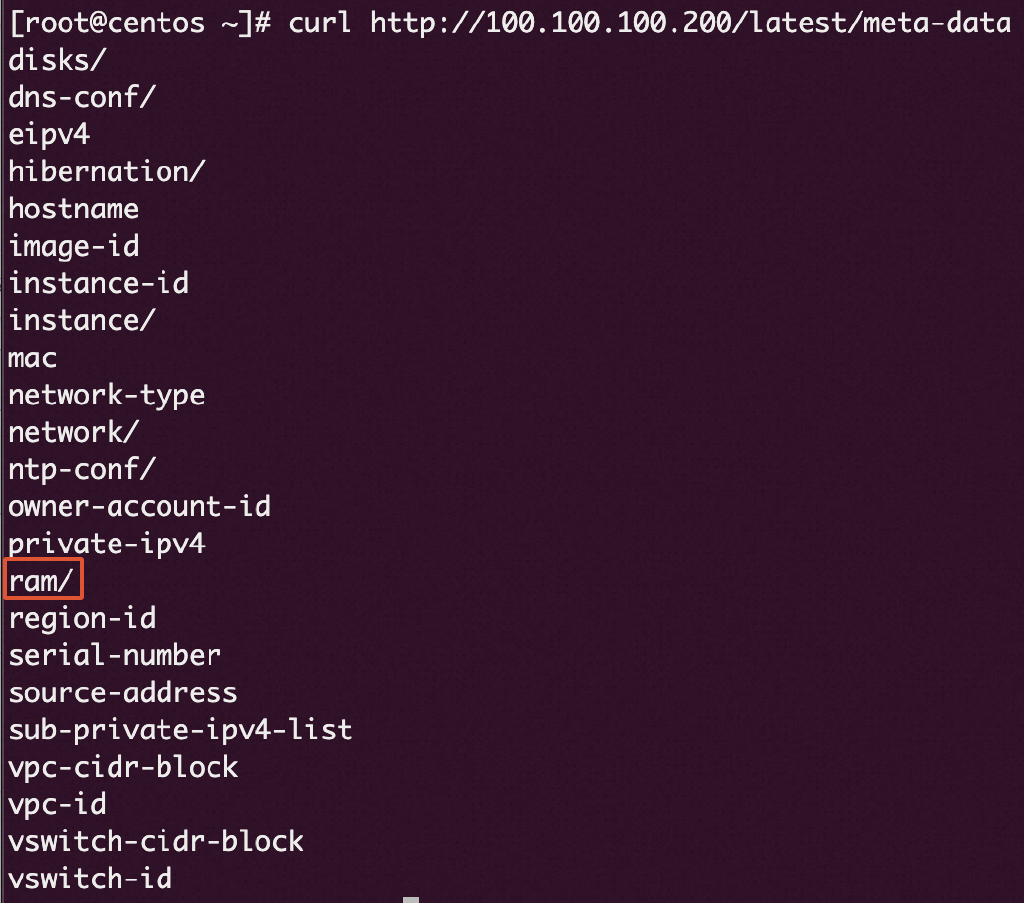 [root@centos ~]# curl http://100.100.100.200/latest/meta-data
disks/
dns-conf/
eipv4
hibernation/
hostname
image-id
instance-id
instance/
mac
network-type
network/
ntp-conf/
owner-account-id
private-ipv4
ram/
region-id
serial-number
source-address
sub-private-ipv4-list
vpc-cidr-block
vpc-id
vswitch-cidr-block
vswitch-id